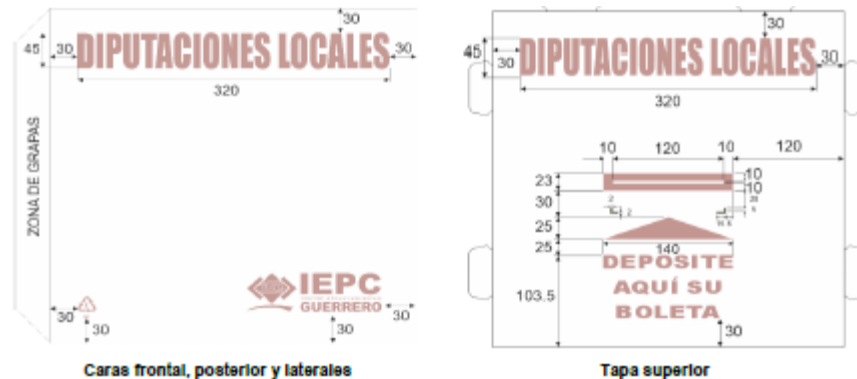 30
45
30
DIPUTACIONES LOCALES
30
320
ZONA DE GRAPAS
IEPC
GUERRERO
30
30
30
30
Caras frontal, posterior y laterales
30
45
30
DIPUTACIONES LOCALES
30
320
10
120
10
120
23
10
10
30
2
2
25
25
140
103.5
DEPOSITE
AQUÍ SU
BOLETA
30
Tapa superior